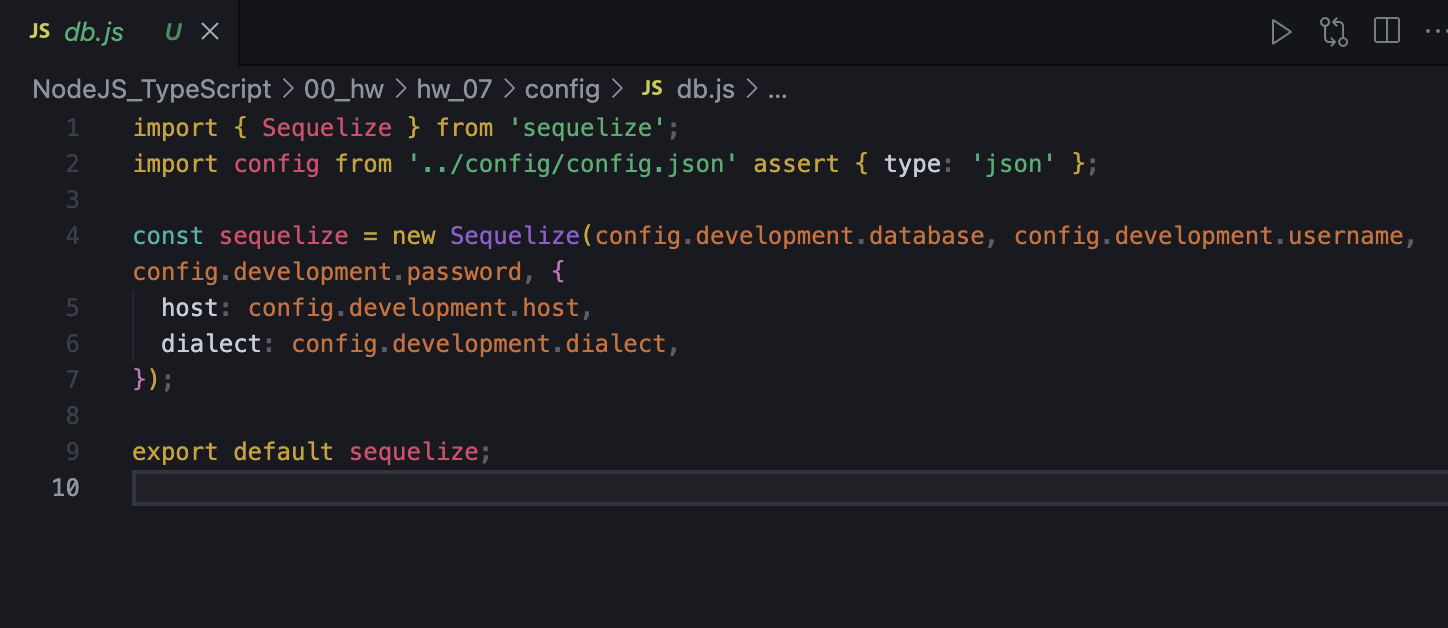 JS db.js U
NodeJS_TypeScript > 00_hw > hw_07 > config > JS db.js > ...
1 import { Sequelize } from 'sequelize';
2 import config from '../config/config.json' assert { type: 'json' };
3
4 const sequelize = new Sequelize(config.development.database, config.development.username,
config.development.password, {
5 host: config.development.host,
6 dialect: config.development.dialect,
7 });
8
9 export default sequelize;
10